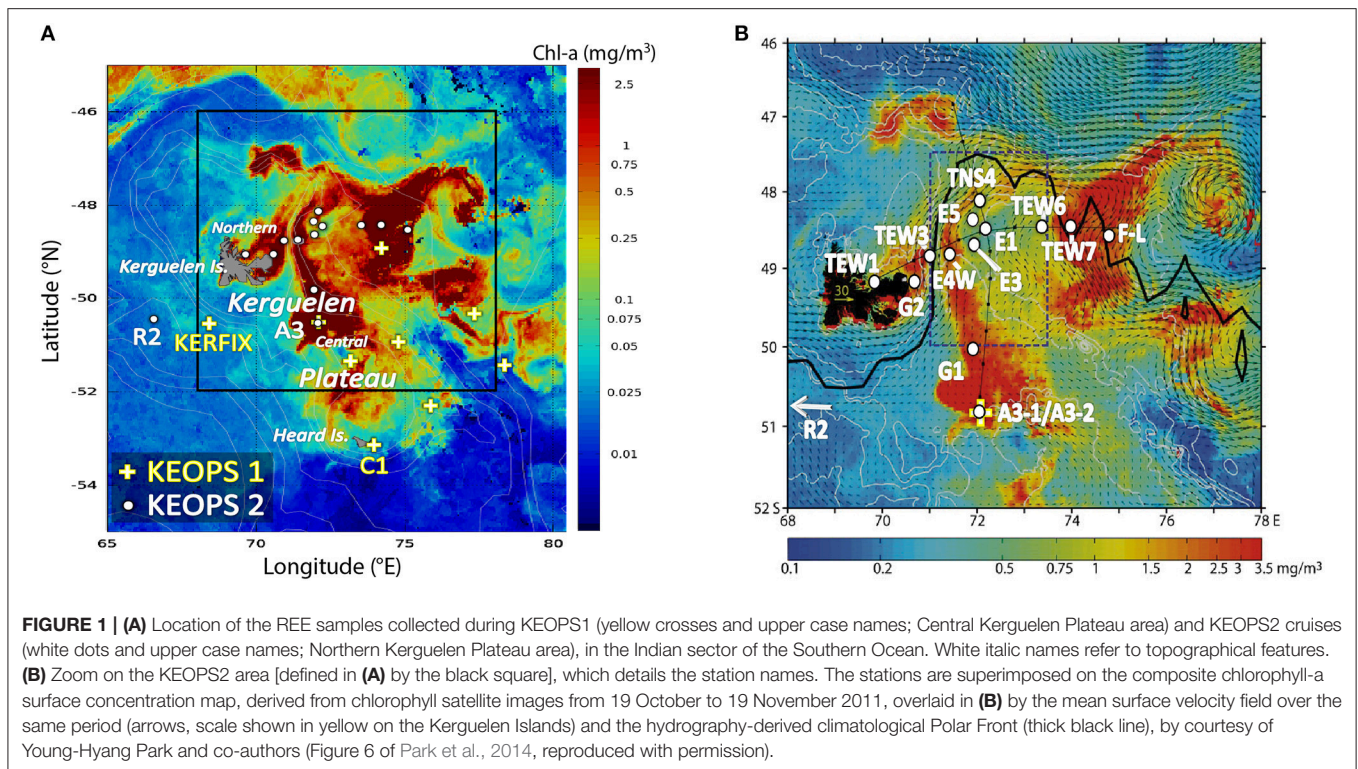 A
Chl-a (mg/m³)
2.5
1
0.75
0.5
0.25
0.1
0.075
0.05
0.025
0.01
-46
-48
-50
-52
-54
Latitude (°N)
65
70
75
80
Longitude (°E)
Northern
Kerguelen Is.
Kerguelen
R2
KERFIX
A3
Central
Plateau
Heard Is.
C1
KEOPS 1
KEOPS 2
B
46
47
48
49
50
51
52 S
68
70
72
74
76
78 E
TNS4
E5
TEW6
TEW3
E1
F-L
TEW7
TEW1
E3
E4W
30
G2
G1
A3-1/A3-2
R2
0.1
0.2
0.5
0.75
1
2
2.5
3
3.5
mg/m³
FIGURE 1 | (A) Location of the REE samples collected during KEOPS1 (yellow crosses and upper case names; Central Kerguelen Plateau area) and KEOPS2 cruises
(white dots and upper case names; Northern Kerguelen Plateau area), in the Indian sector of the Southern Ocean. White italic names refer to topographical features.
(B) Zoom on the KEOPS2 area [defined in (A) by the black square], which details the station names. The stations are superimposed on the composite chlorophyll-a
surface concentration map, derived from chlorophyll satellite images from 19 October to 19 November 2011, overlaid in (B) by the mean surface velocity field over the
same period (arrows, scale shown in yellow on the Kerguelen Islands) and the hydrography-derived climatological Polar Front (thick black line), by courtesy of
Young-Hyang Park and co-authors (Figure 6 of Park et al., 2014, reproduced with permission).